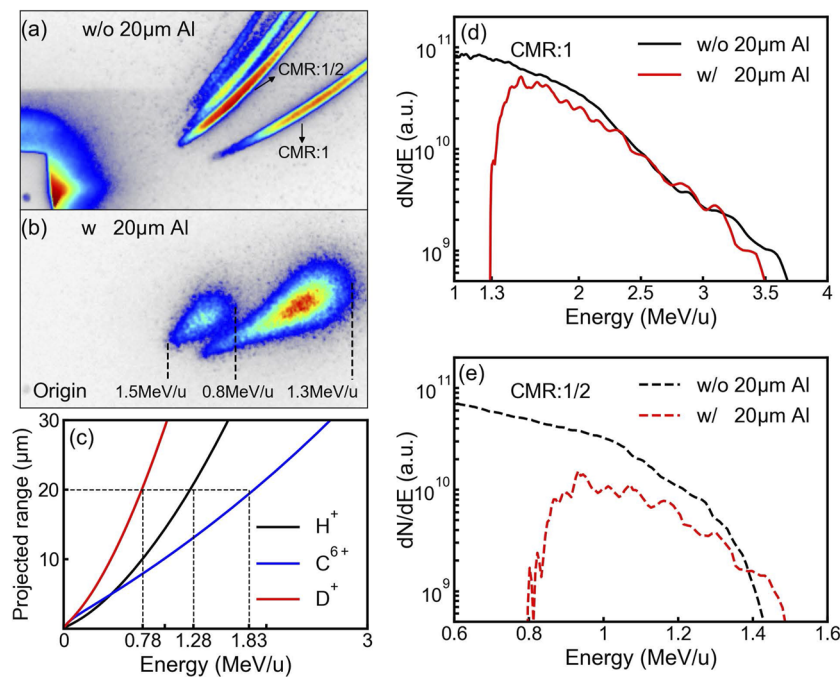 (a) w/o 20μm Al
CMR:1/2
CMR:1
(b) w 20μm Al
1.5MeV/u 0.8MeV/u 1.3MeV/u
Origin
(c)
Projected range (μm)
30
20
10
H+
C6+
D+
0 0.78 1.28 1.83 3
Energy (MeV/u)
(d) CMR:1
w/o 20μm Al
w/ 20μm Al
dN/dE (a.u.)
10^11
10^10
10^9
1 1.3 2 2.5 3 3.5 4
Energy (MeV/u)
(e) CMR:1/2
w/o 20μm Al
w/ 20μm Al
dN/dE (a.u.)
10^11
10^10
10^9
0.6 0.8 1 1.2 1.4 1.6
Energy (MeV/u)